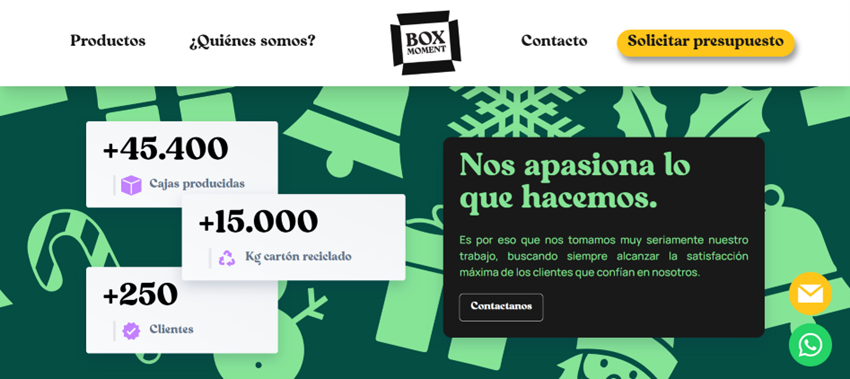 Productos
¿Quiénes somos?
BOX
MOMENT
Contacto
Solicitar presupuesto
+45.400
Cajas producidas
+15.000
Kg cartón reciclado
+250
Clientes
Nos apasiona lo
que hacemos.
Es por eso que nos tomamos muy seriamente nuestro
trabajo, buscando siempre alcanzar la satisfacción
máxima de los clientes que confían en nosotros.
Contactanos